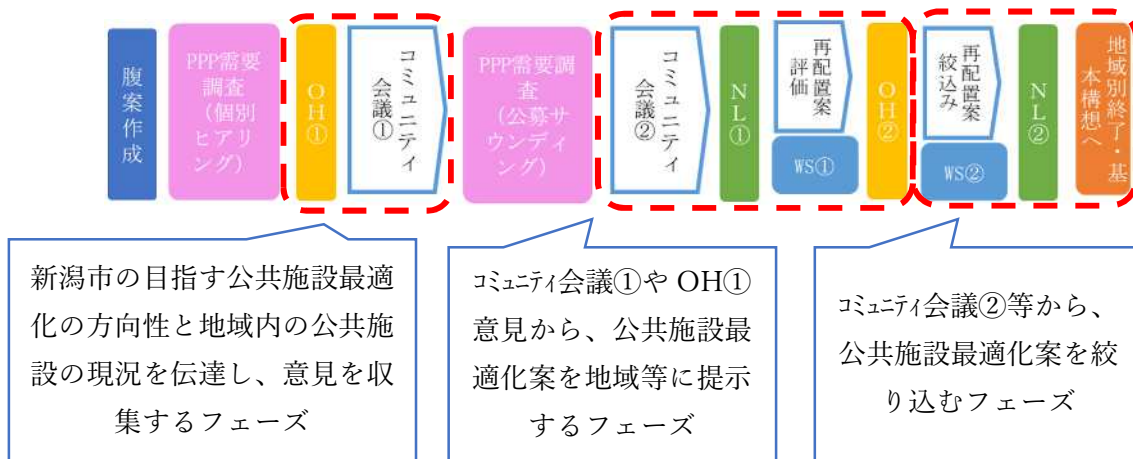 腹案作成
PPP需要
調査
（個別
ヒアリ
ング）
OH①
コミュニティ
会議①
PPP需要調
査
（公募サ
ウンディ
ング）
コミュニティ
会議②
NL①
再配置案
評価
WS①
OH②
再配置案
絞込み
WS②
NL②
地域別終了・基
本構想へ
新潟市の目指す公共施設最適
化の方向性と地域内の公共施
設の現況を伝達し、意見を収
集するフェーズ
コミュニティ会議①や OH①
意見から、公共施設最
適化案を地域等に提示
するフェーズ
コミュニティ会議②等から、
公共施設最適化案を絞
り込むフェーズ